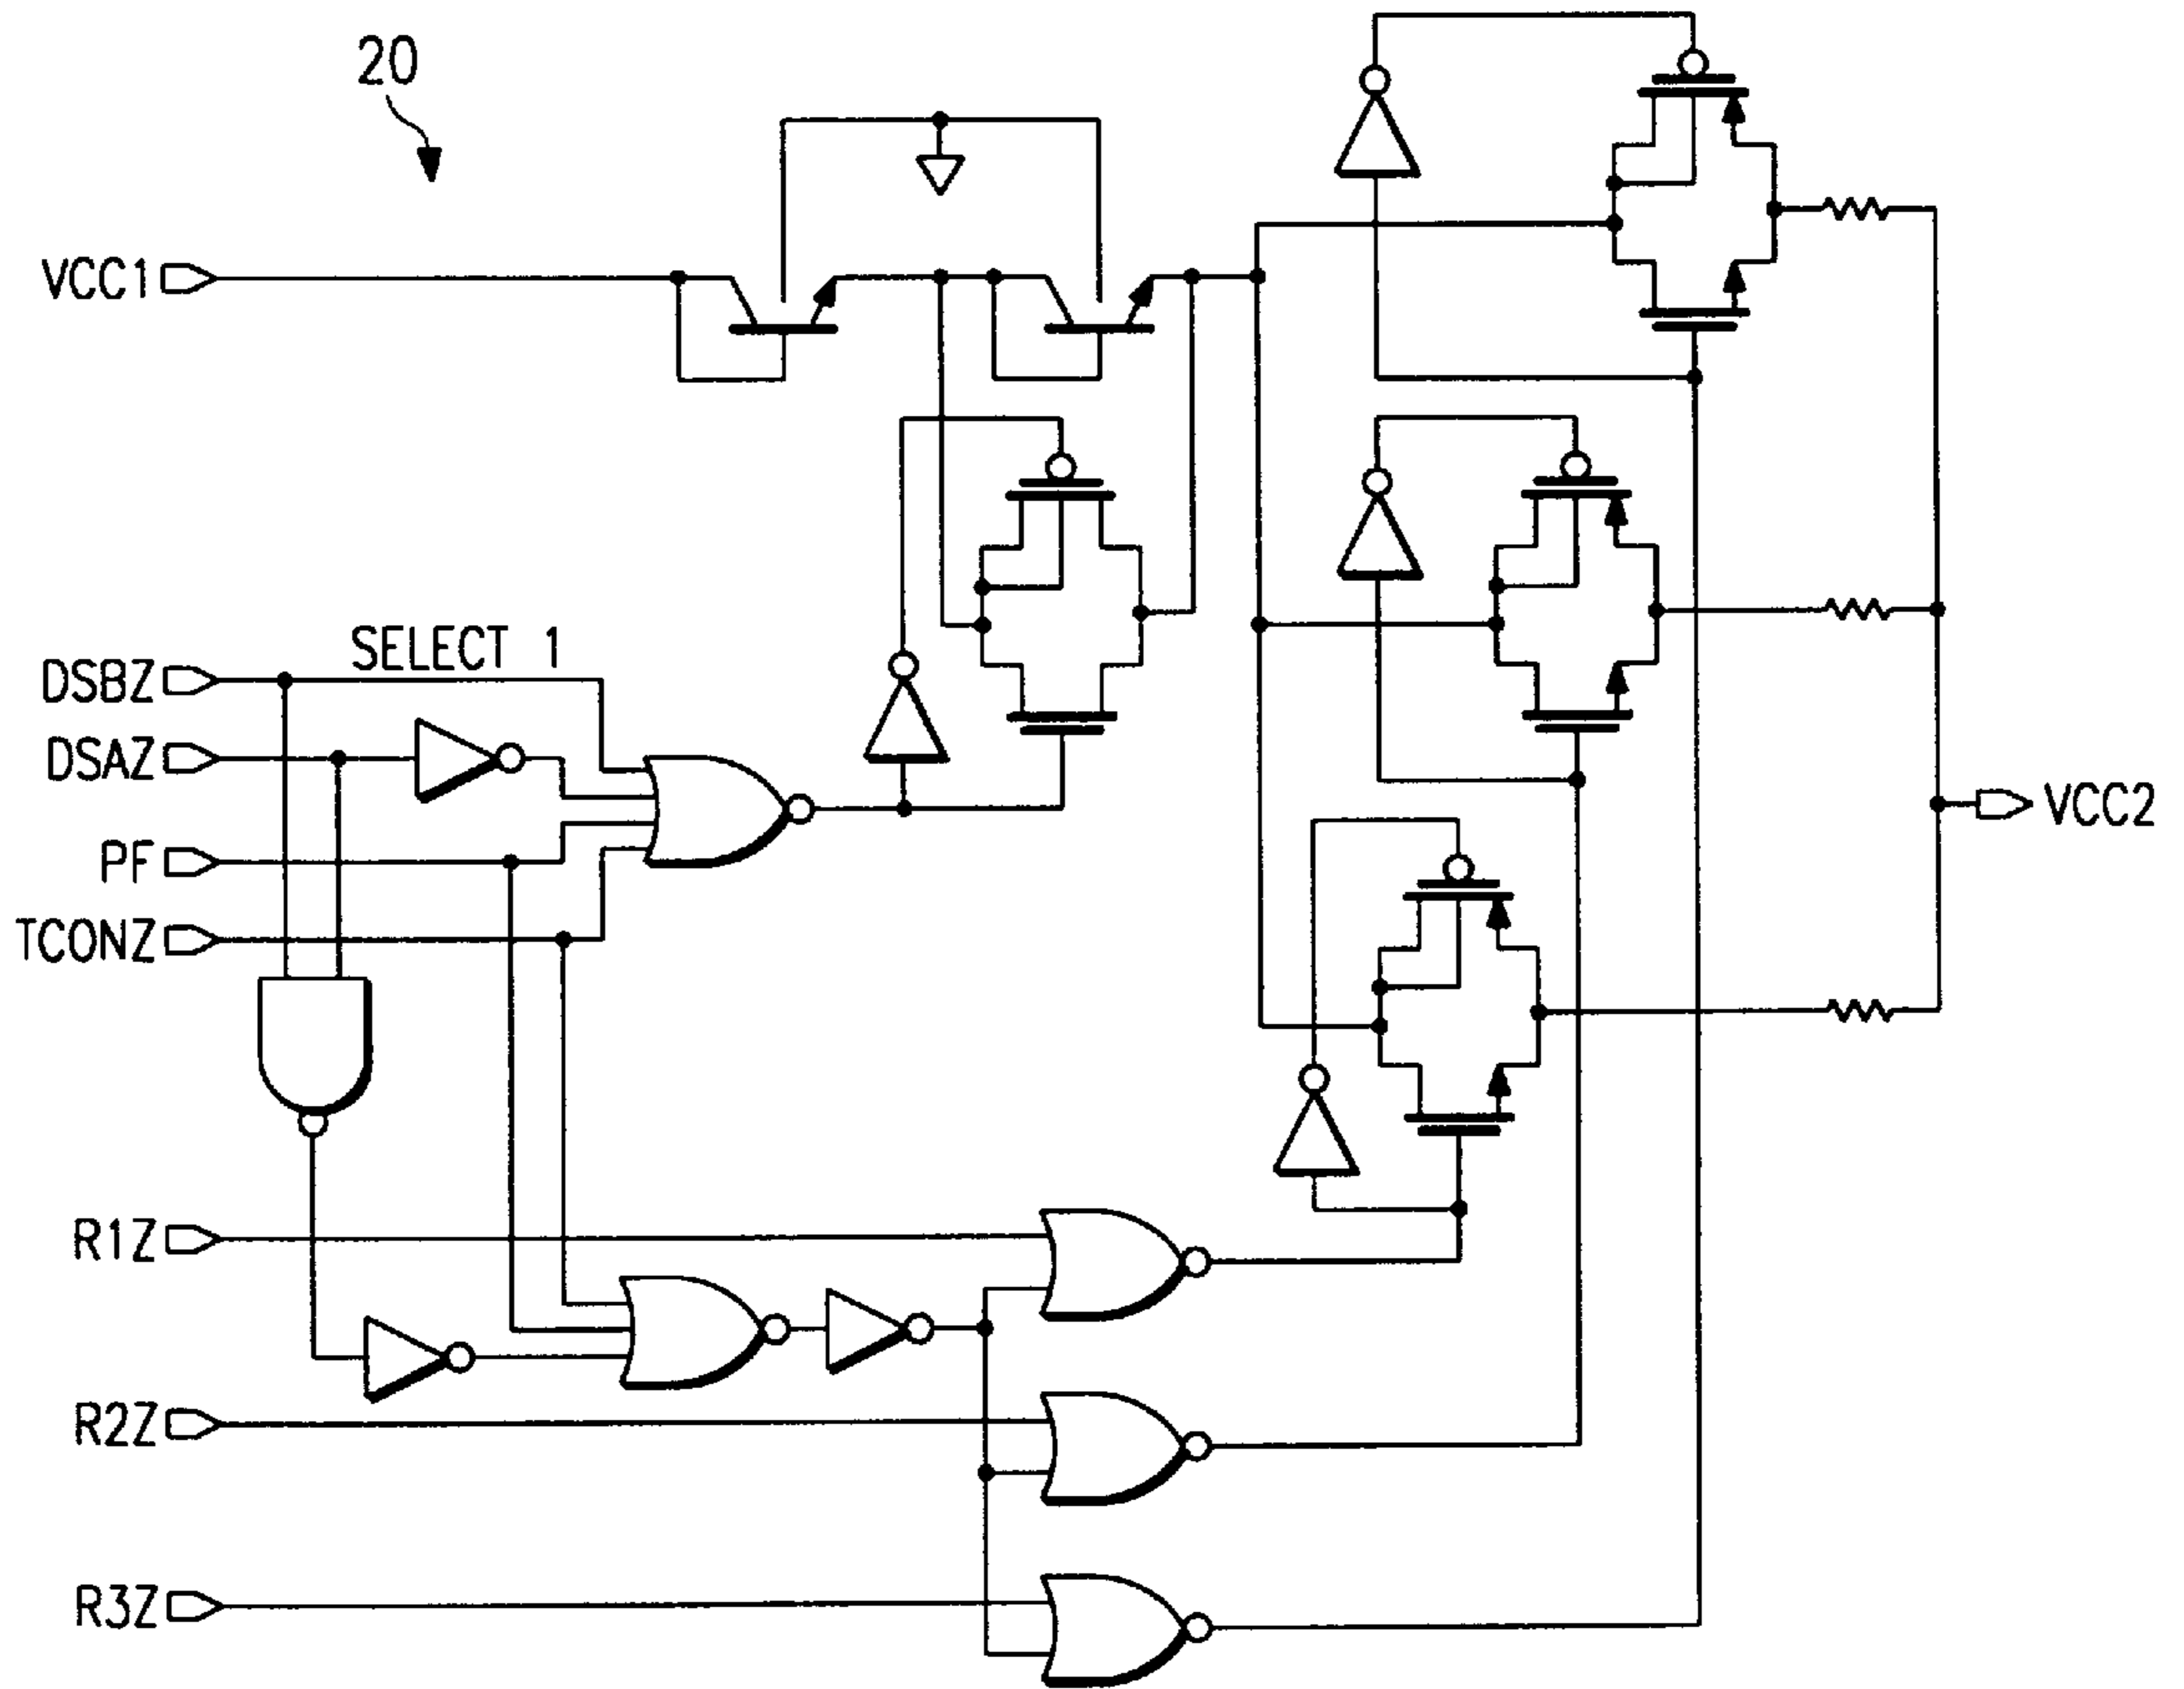 20
VCC1
SELECT 1
DSBZ
DSAZ
PF
TCONZ
VCC2
R1Z
R2Z
R3Z